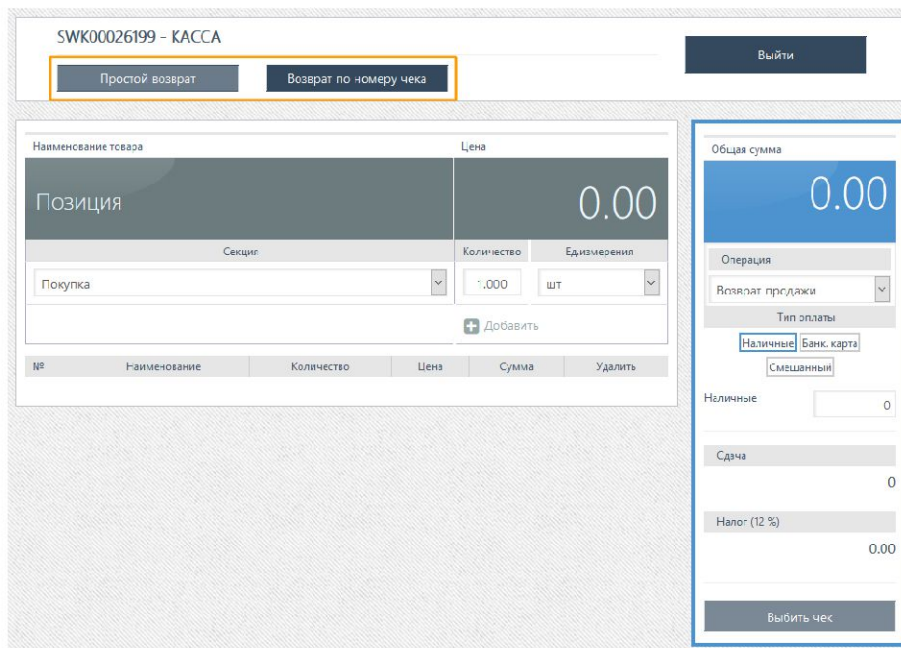 SWK00026199 - КАССА
Выйти
Простой возврат
Возврат по номеру чека
Наименование товара
Цена
Позиция
0.00
Секция
Количество
Ед.измерения
Покупка
1.000
шт
Добавить
№ Наименование Количество Цена Сумма Удалить
Общая сумма
0.00
Операция
Возврат продажи
Тип оплаты
Наличные Банк. карта
Смешанный
Наличные
0
Сдача
0
Налог (12 %)
0.00
Выбить чек